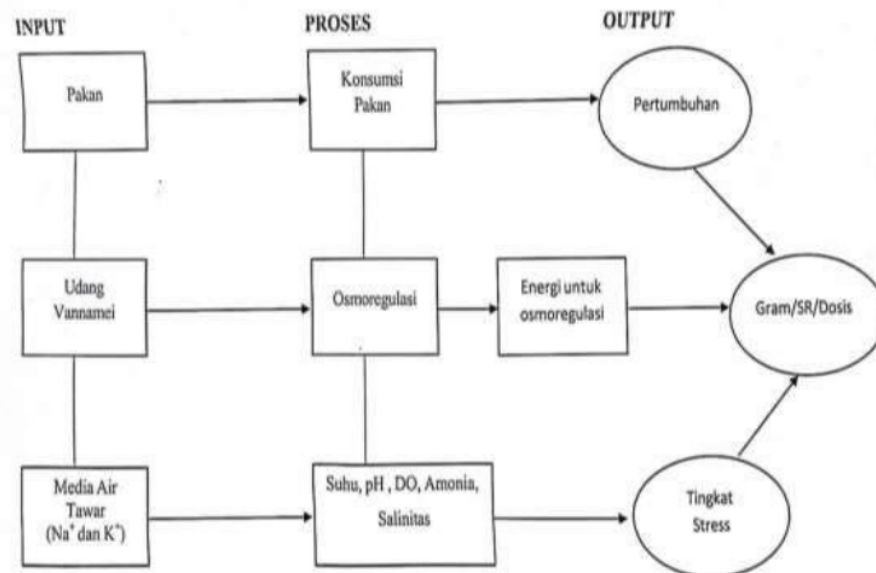 INPUT PROSES OUTPUT
Pakan
Konsumsi
Pakan
Pertumbuhan
Udang
Vannamei
Osmoregulasi
Energi untuk
osmoregulasi
Gram/SR/Dosis
Media Air
Tawar
(Na⁺ dan K⁺)
Suhu, pH , DO, Amonia,
Salinitas
Tingkat
Stress